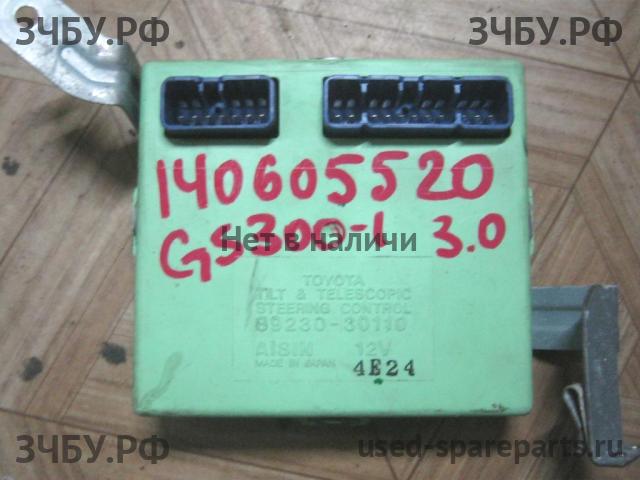 ЗЧБУ.РФ ЗЧБУ.РФ
140605520
GS300-L 3.0
Нет в наличи
TOYOTA
TILT & TELESCOPIC
STEERING CONTROL
89230-30110
AISIN 12V
MADE IN JAPAN 4E24
ЗЧБУ.РФ used-spareparts.ru